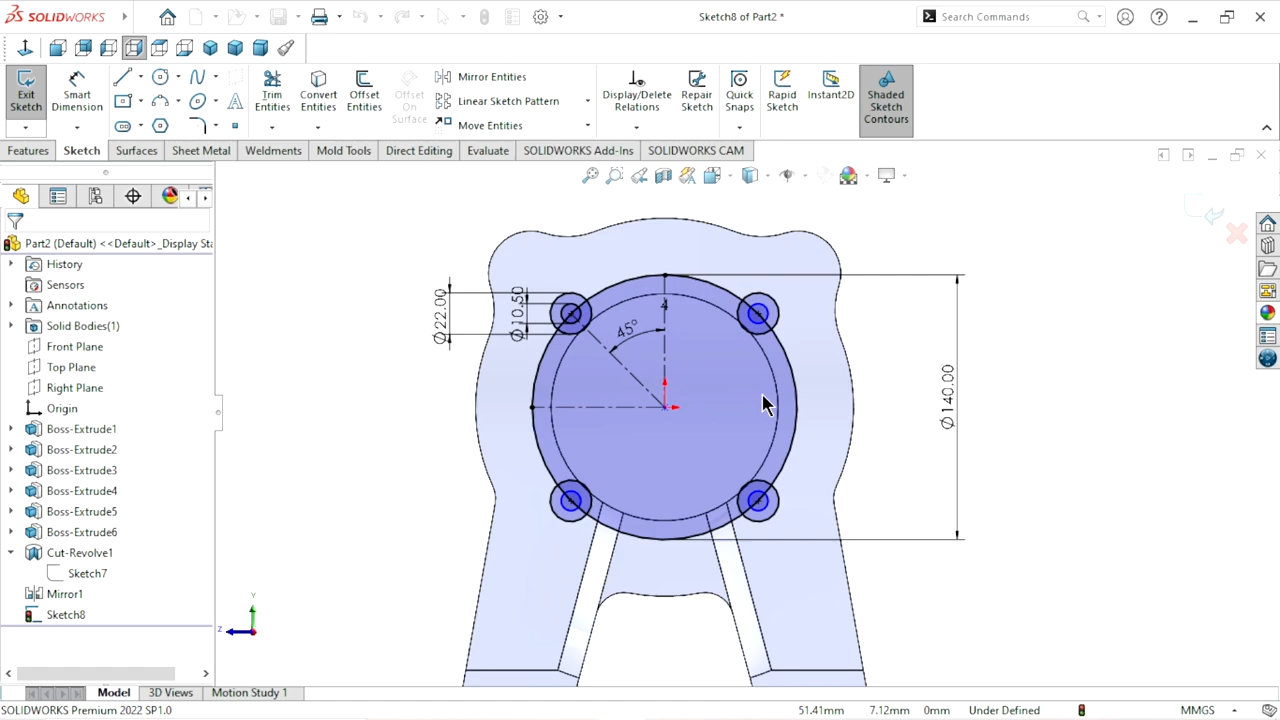 SOLIDWORKS
Sketch8 of Part2 *
Search Commands
Exit Sketch
Smart Dimension
Trim Entities
Convert Entities
Offset Entities
Offset On Surface
Mirror Entities
Linear Sketch Pattern
Move Entities
Display/Delete Relations
Repair Sketch
Quick Snaps
Rapid Sketch
Instant2D
Shaded Sketch Contours
Features
Sketch
Surfaces
Sheet Metal
Weldments
Mold Tools
Direct Editing
Evaluate
SOLIDWORKS Add-Ins
SOLIDWORKS CAM
Part2 (Default) <<Default>_Display Sta
History
Sensors
Annotations
Solid Bodies(1)
Front Plane
Top Plane
Right Plane
Origin
Boss-Extrude1
Boss-Extrude2
Boss-Extrude3
Boss-Extrude4
Boss-Extrude5
Boss-Extrude6
Cut-Revolve1
Sketch7
Mirror1
Sketch8
Ø22.00
Ø10.50
45°
4
Ø140.00
Y
Z
Model
3D Views
Motion Study 1
SOLIDWORKS Premium 2022 SP1.0
51.41mm
7.12mm
0mm
Under Defined
MMGS